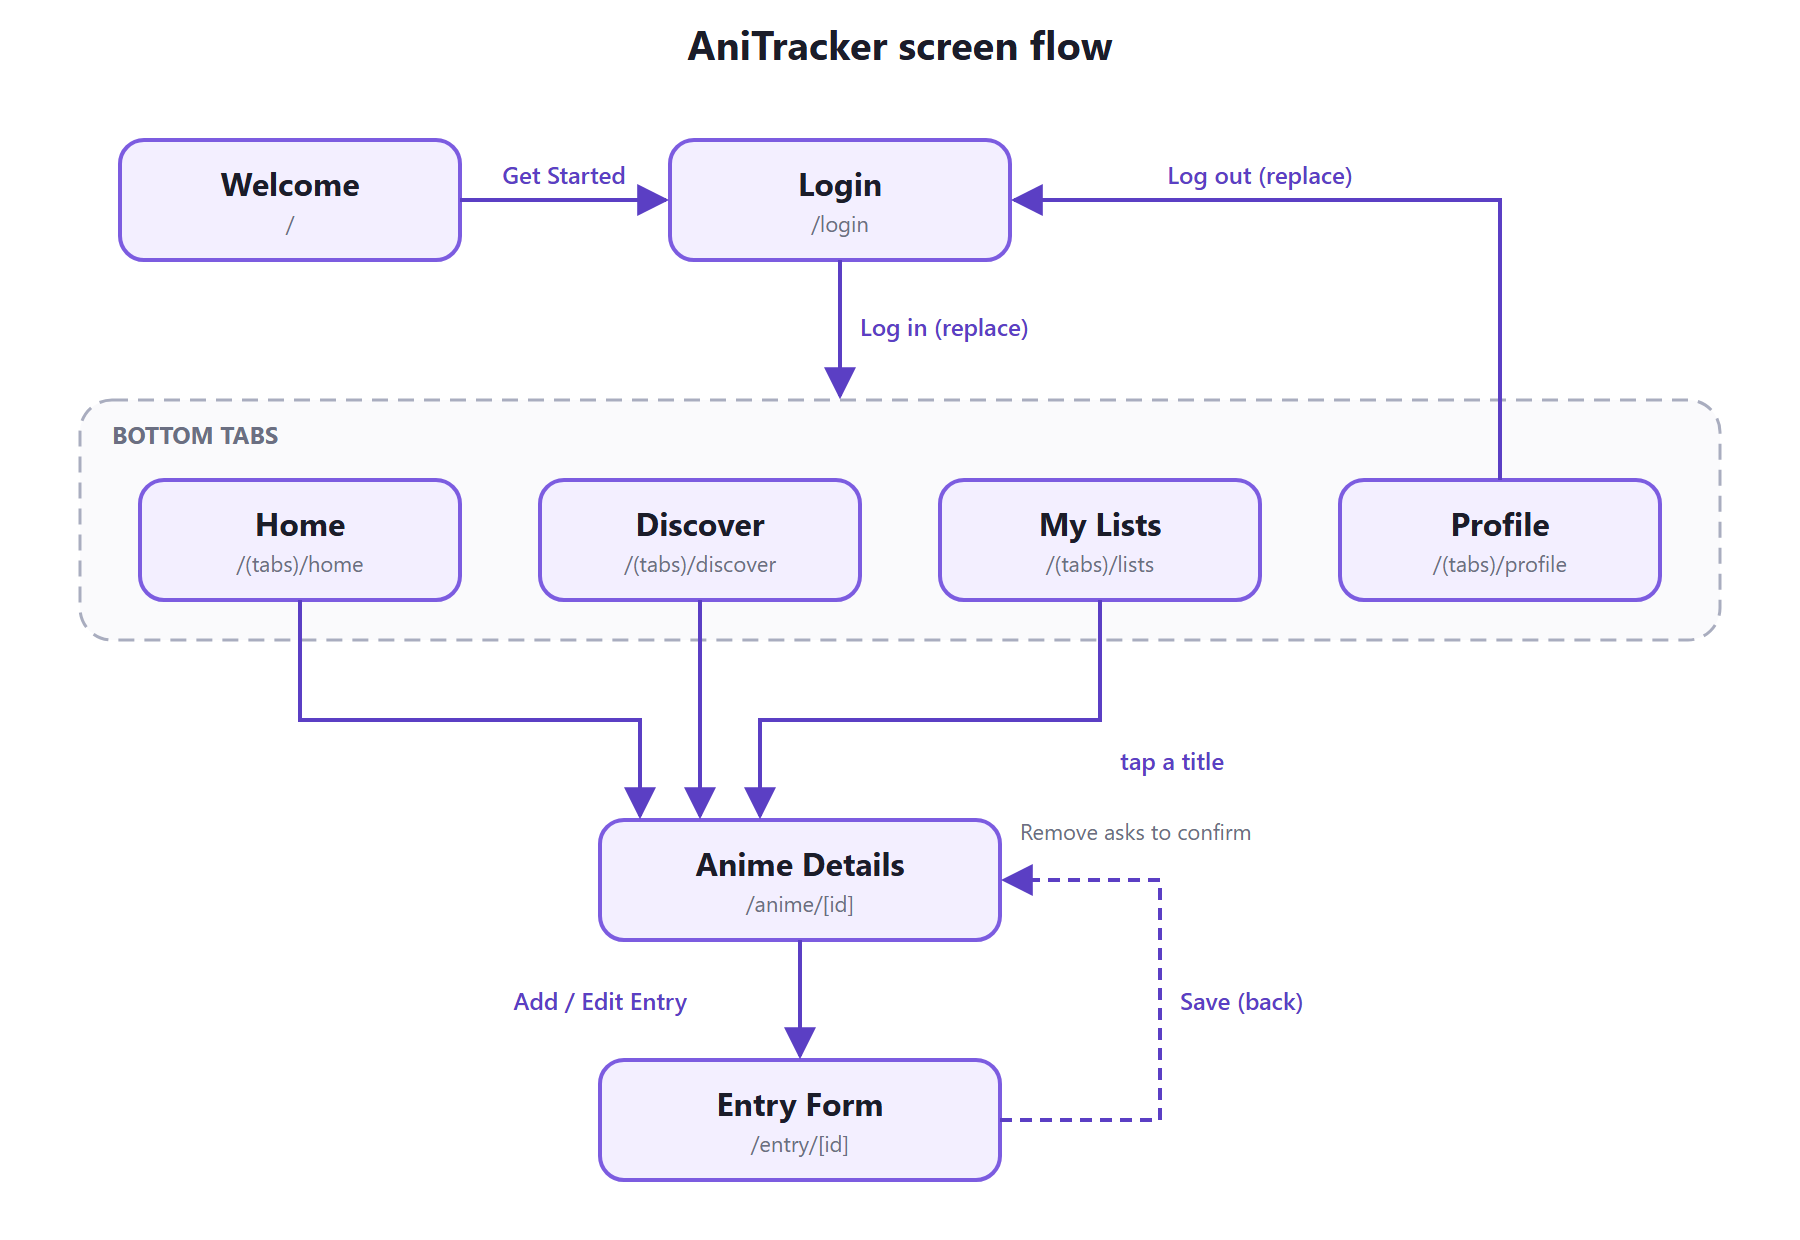 AniTracker screen flow
Welcome
/
Get Started
Login
/login
Log out (replace)
Log in (replace)
BOTTOM TABS
Home
/(tabs)/home
Discover
/(tabs)/discover
My Lists
/(tabs)/lists
Profile
/(tabs)/profile
tap a title
Remove asks to confirm
Anime Details
/anime/[id]
Add / Edit Entry
Save (back)
Entry Form
/entry/[id]